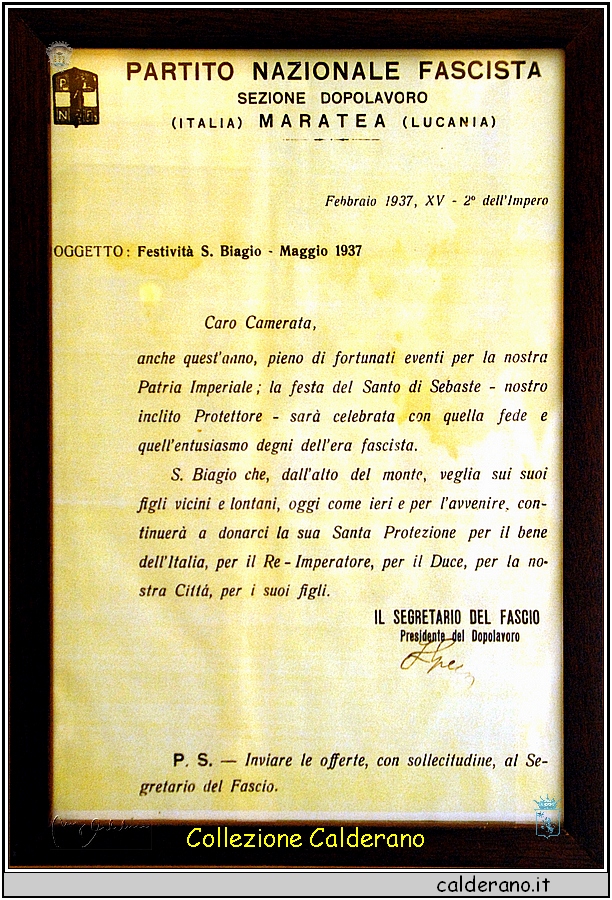 PARTITO NAZIONALE FASCISTA
P
N F
SEZIONE DOPOLAVORO
(ITALIA) MARATEA (LUCANIA)
Febbraio 1937, XV - 2° dell'Impero
OGGETTO: Festività S. Biagio - Maggio 1937
Caro Camerata,
anche quest'anno, pieno di fortunati eventi per la nostra
Patria Imperiale; la festa del Santo di Sebaste - nostro
inclito Protettore - sarà celebrata con quella fede e
quell'entusiasmo degni dell'era fascista.
S. Biagio che, dall'alto del monte, veglia sui suoi
figli vicini e lontani, oggi come ieri e per l'avvenire, con-
tinuerà a donarci la sua Santa Protezione per il bene
dell'Italia, per il Re-Imperatore, per il Duce, per la no-
stra Città, per i suoi figli.
IL SEGRETARIO DEL FASCIO
Presidente del Dopolavoro
P. S. — Inviare le offerte, con sollecitudine, al Se-
gretario del Fascio.
Collezione Calderano
calderano.it